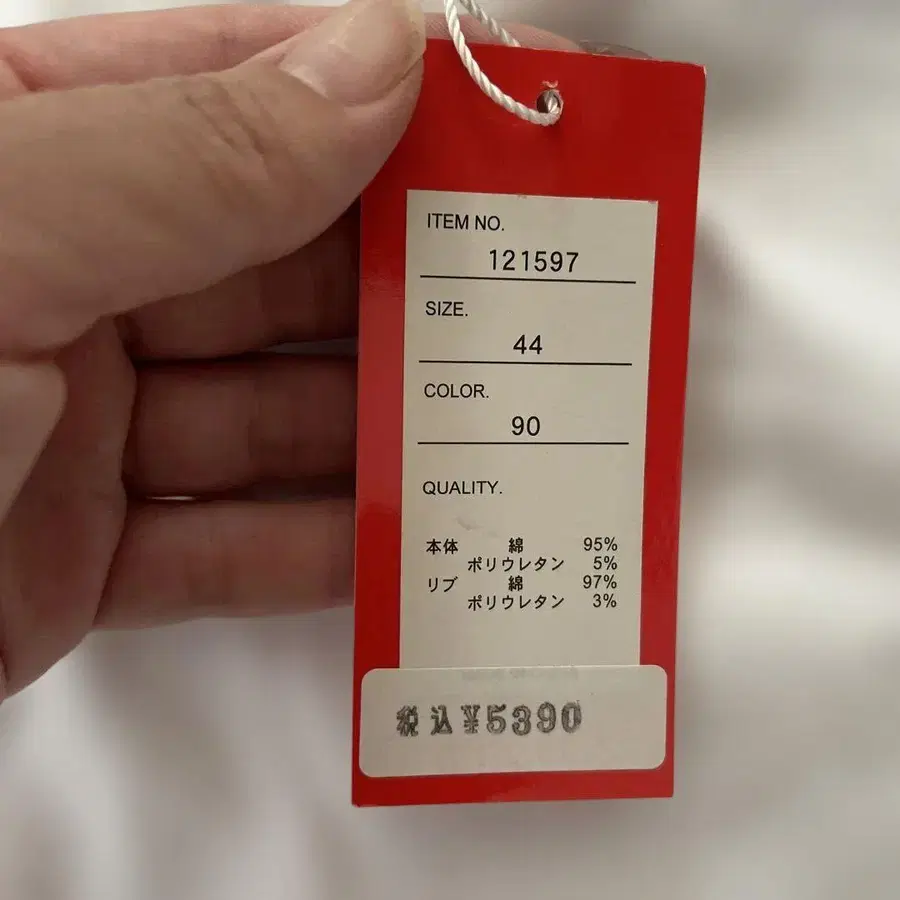 ITEM NO.
121597
SIZE.
44
COLOR.
90
QUALITY.
本体 綿 95%
ポリウレタン 5%
リブ 綿 97%
ポリウレタン 3%
税込¥5390